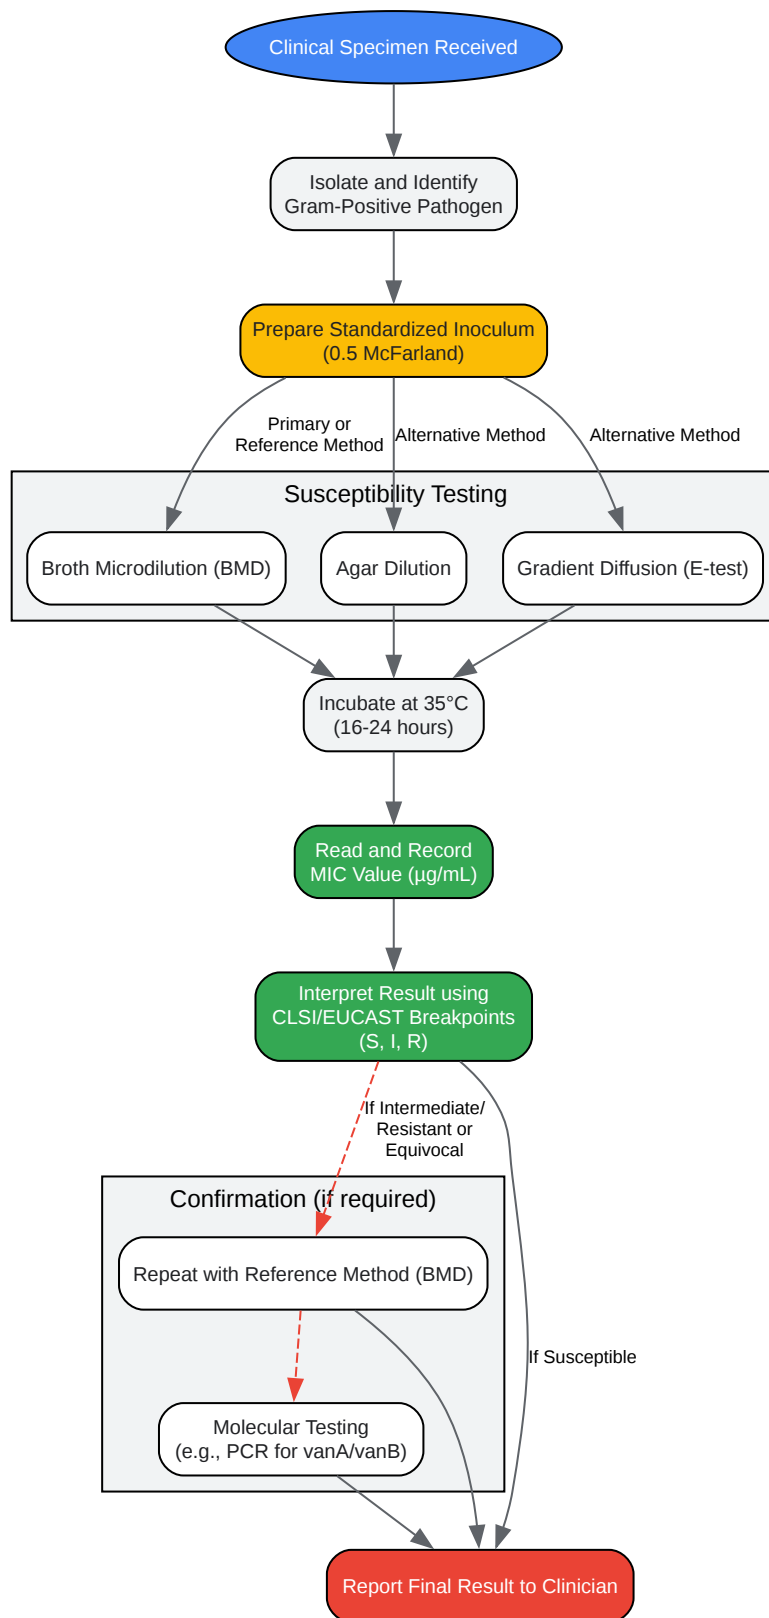 Clinical Specimen Received
Isolate and Identify
Gram-Positive Pathogen
Prepare Standardized Inoculum
(0.5 McFarland)
Primary or
Reference Method
Alternative Method
Alternative Method
Susceptibility Testing
Broth Microdilution (BMD)
Agar Dilution
Gradient Diffusion (E-test)
Incubate at 35°C
(16-24 hours)
Read and Record
MIC Value (µg/mL)
Interpret Result using
CLSI/EUCAST Breakpoints
(S, I, R)
If Intermediate/
Resistant or
Equivocal
Confirmation (if required)
Repeat with Reference Method (BMD)
If Susceptible
Molecular Testing
(e.g., PCR for vanA/vanB)
Report Final Result to Clinician